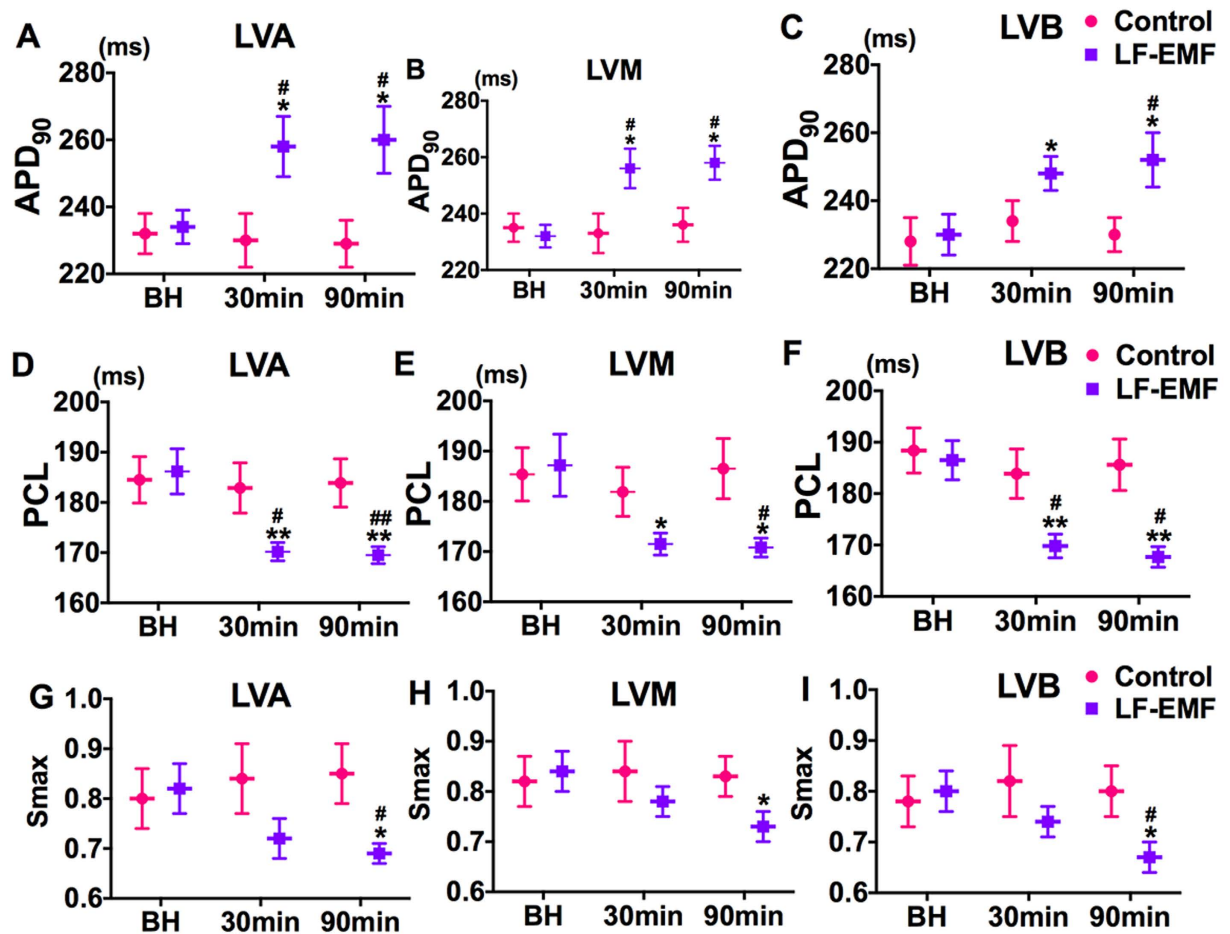 A
LVA
(ms)
APD90
280
260
240
220
# 
*
#
*
BH 30min 90min
B
LVM
(ms)
APD90
280
260
240
220
#
*
#
*
BH 30min 90min
C
LVB
(ms)
Control
LF-EMF
APD90
280
260
240
220
*
#
*
BH 30min 90min
D
LVA
(ms)
PCL
200
190
180
170
160
#
**
##
**
BH 30min 90min
E
LVM
(ms)
PCL
200
190
180
170
160
*
#
*
BH 30min 90min
F
LVB
(ms)
Control
LF-EMF
PCL
200
190
180
170
160
#
**
#
**
BH 30min 90min
G
LVA
Smax
1.0
0.9
0.8
0.7
0.6
#
*
BH 30min 90min
H
LVM
Smax
1.0
0.9
0.8
0.7
0.6
*
BH 30min 90min
I
LVB
Control
LF-EMF
Smax
1.0
0.9
0.8
0.7
0.6
#
*
BH 30min 90min